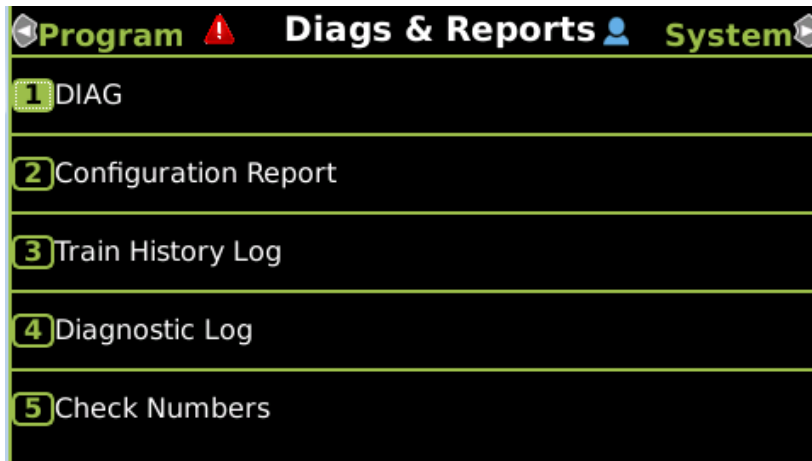 Program Diags & Reports System
1 DIAG
2 Configuration Report
3 Train History Log
4 Diagnostic Log
5 Check Numbers